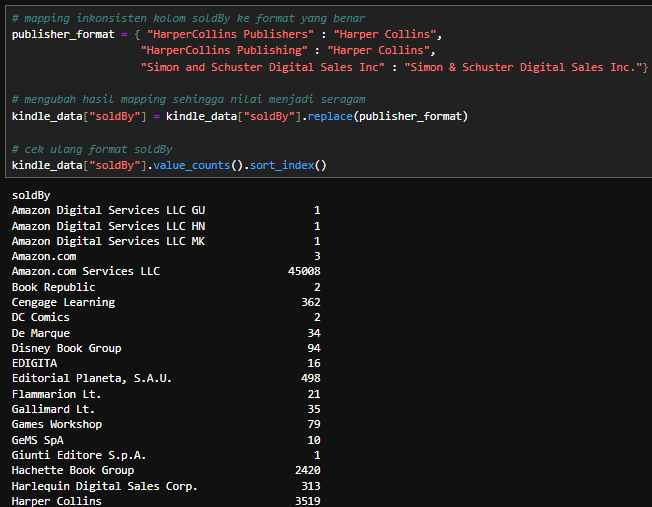 # mapping inkonsisten kolom soldBy ke format yang benar
publisher_format = { "HarperCollins Publishers" : "Harper Collins",
"HarperCollins Publishing" : "Harper Collins",
"Simon and Schuster Digital Sales Inc" : "Simon & Schuster Digital Sales Inc."}
# mengubah hasil mapping sehingga nilai menjadi seragam
kindle_data["soldBy"] = kindle_data["soldBy"].replace(publisher_format)
# cek ulang format soldBy
kindle_data["soldBy"].value_counts().sort_index()
soldBy
Amazon Digital Services LLC GU 1
Amazon Digital Services LLC HN 1
Amazon Digital Services LLC MK 1
Amazon.com 3
Amazon.com Services LLC 45008
Book Republic 2
Cengage Learning 362
DC Comics 2
De Marque 34
Disney Book Group 94
EDIGITA 16
Editorial Planeta, S.A.U. 498
Flammarion Lt. 21
Gallimard Lt. 35
Games Workshop 79
GeMS SpA 10
Giunti Editore S.p.A. 1
Hachette Book Group 2420
Harlequin Digital Sales Corp. 313
Harper Collins 3519